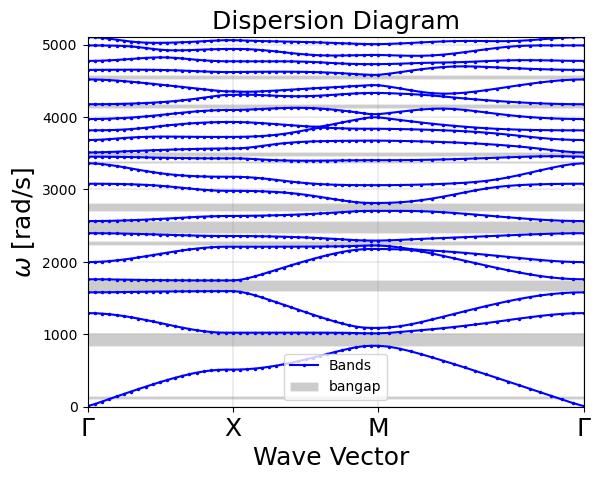 Dispersion Diagram
ω [rad/s]
5000
4000
3000
2000
1000
0
Bands
bangap
Γ X M Γ
Wave Vector